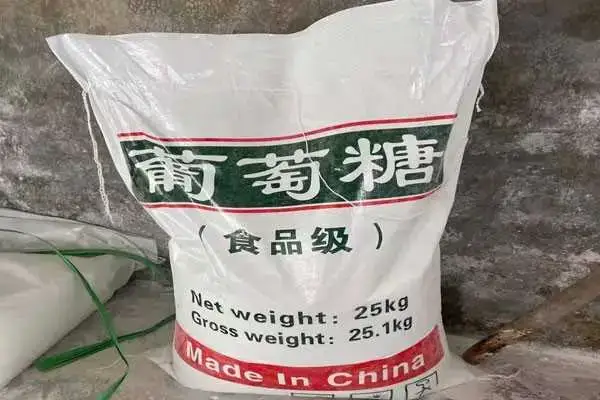 葡萄糖
（食品级）
Net weight: 25kg
Gross weight: 25.1kg
Made In China